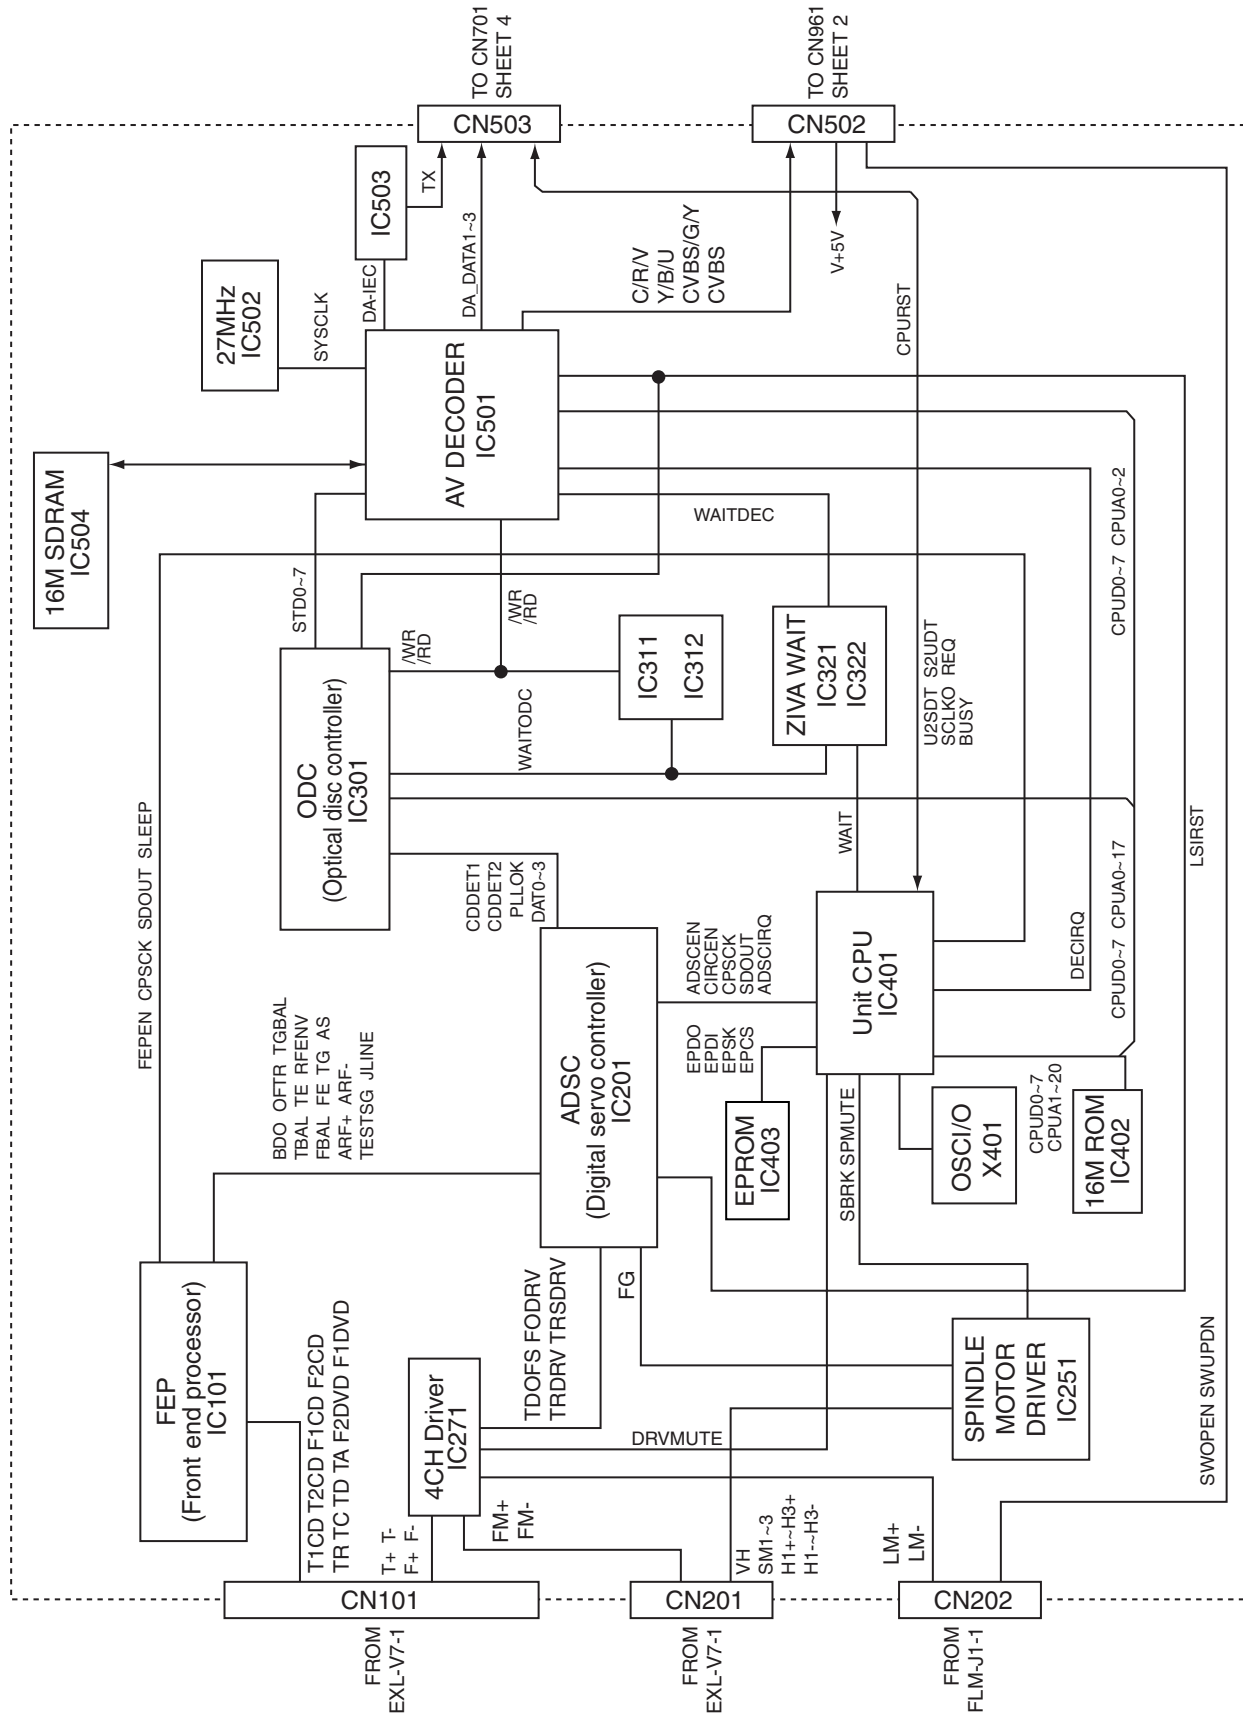 16M SDRAM
IC504
27MHz
IC502
SYSCLK
DA-IEC
IC503
TX
DA_DATA1~3
CN503
TO CN701
SHEET 4
CN502
TO CN961
SHEET 2
C/R/V
Y/B/U
CVBS/G/Y
CVBS
V+5V
CPURST
AV DECODER
IC501
STD0~7
/WR
/RD
WAITDEC
CPUD0~7 CPUA0~2
FEPEN CPSCK SDOUT SLEEP
ODC
(Optical disc controller)
IC301
/WR
/RD
WAITODC
IC311
IC312
ZIVA WAIT
IC321
IC322
U2SDT S2UDT
SCLKO REQ
BUSY
WAIT
LSIRST
CDDET1
CDDET2
PLLOK
DAT0~3
BDO OFTR TGBAL
TBAL TE RFENV
FBAL FE TG AS
ARF+ ARF-
TESTSG JLINE
ADSC
(Digital servo controller)
IC201
ADSCEN
CIRCEN
CPSCK
SDOUT
ADSCIRQ
Unit CPU
IC401
DECIRQ
CPUD0~7 CPUA0~17
EPDO
EPDI
EPSK
EPCS
EPROM
IC403
SBRK SPMUTE
OSCI/O
X401
CPUD0~7
CPUA1~20
16M ROM
IC402
FEP
(Front end processor)
IC101
T1CD T2CD F1CD F2CD
TR TC TD TA F2DVD F1DVD
T+ T-
F+ F-
4CH Driver
IC271
TDOFS FODRV
TRDRV TRSDRV
FG
FM+
FM-
DRVMUTE
SPINDLE
MOTOR
DRIVER
IC251
VH
SM1~3
H1+~H3+
H1-~H3-
LM+
LM-
SWOPEN SWUPDN
CN101
FROM
EXL-V7-1
CN201
FROM
EXL-V7-1
CN202
FROM
FLM-J1-1